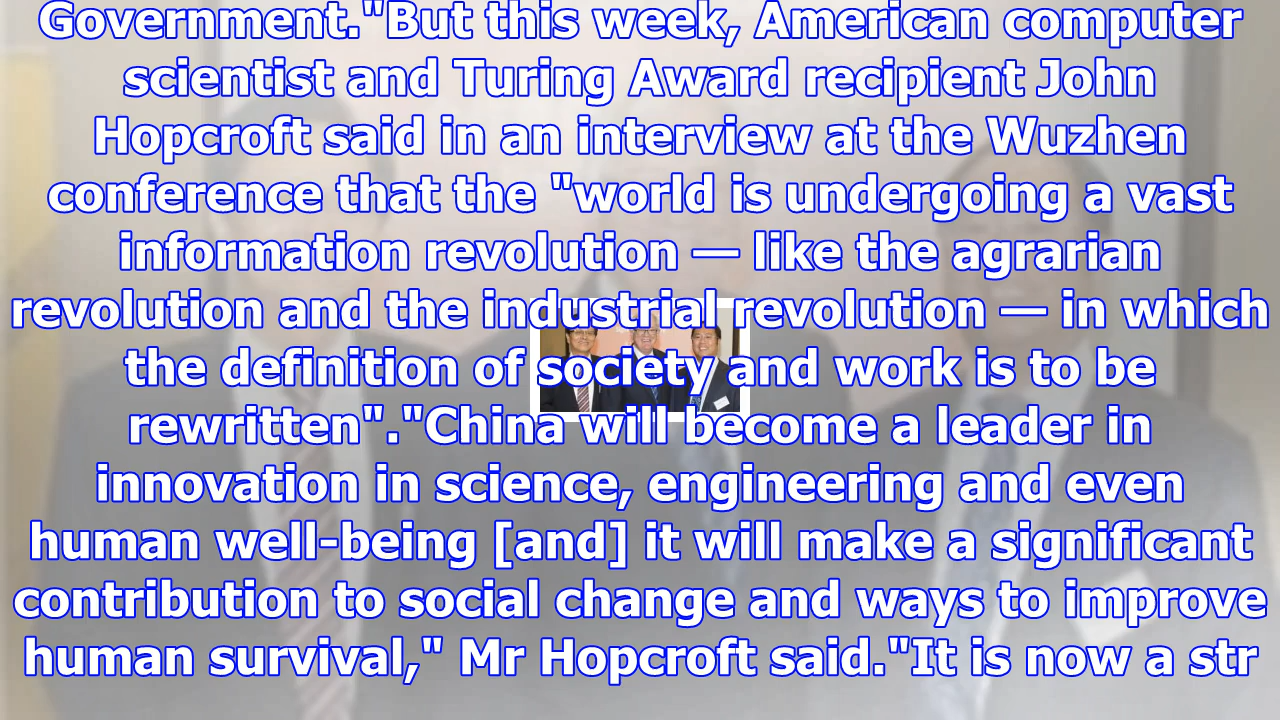 Government."But this week, American computer
scientist and Turing Award recipient John
Hopcroft said in an interview at the Wuzhen
conference that the "world is undergoing a vast
information revolution — like the agrarian
revolution and the industrial revolution — in which
the definition of society and work is to be
rewritten"."China will become a leader in
innovation in science, engineering and even
human well-being [and] it will make a significant
contribution to social change and ways to improve
human survival," Mr Hopcroft said."It is now a str